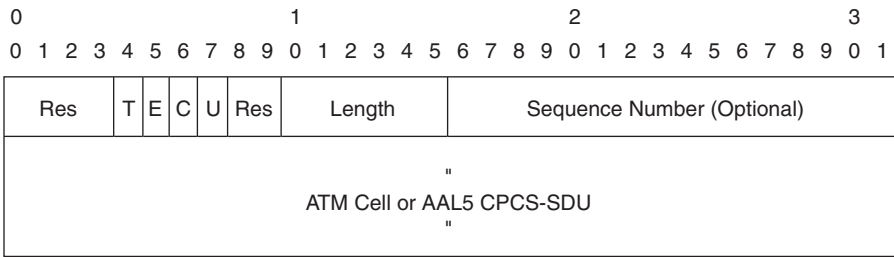 0 1 2 3
0 1 2 3 4 5 6 7 8 9 0 1 2 3 4 5 6 7 8 9 0 1 2 3 4 5 6 7 8 9 0 1
Res T E C U Res Length Sequence Number (Optional)
"
ATM Cell or AAL5 CPCS-SDU
"